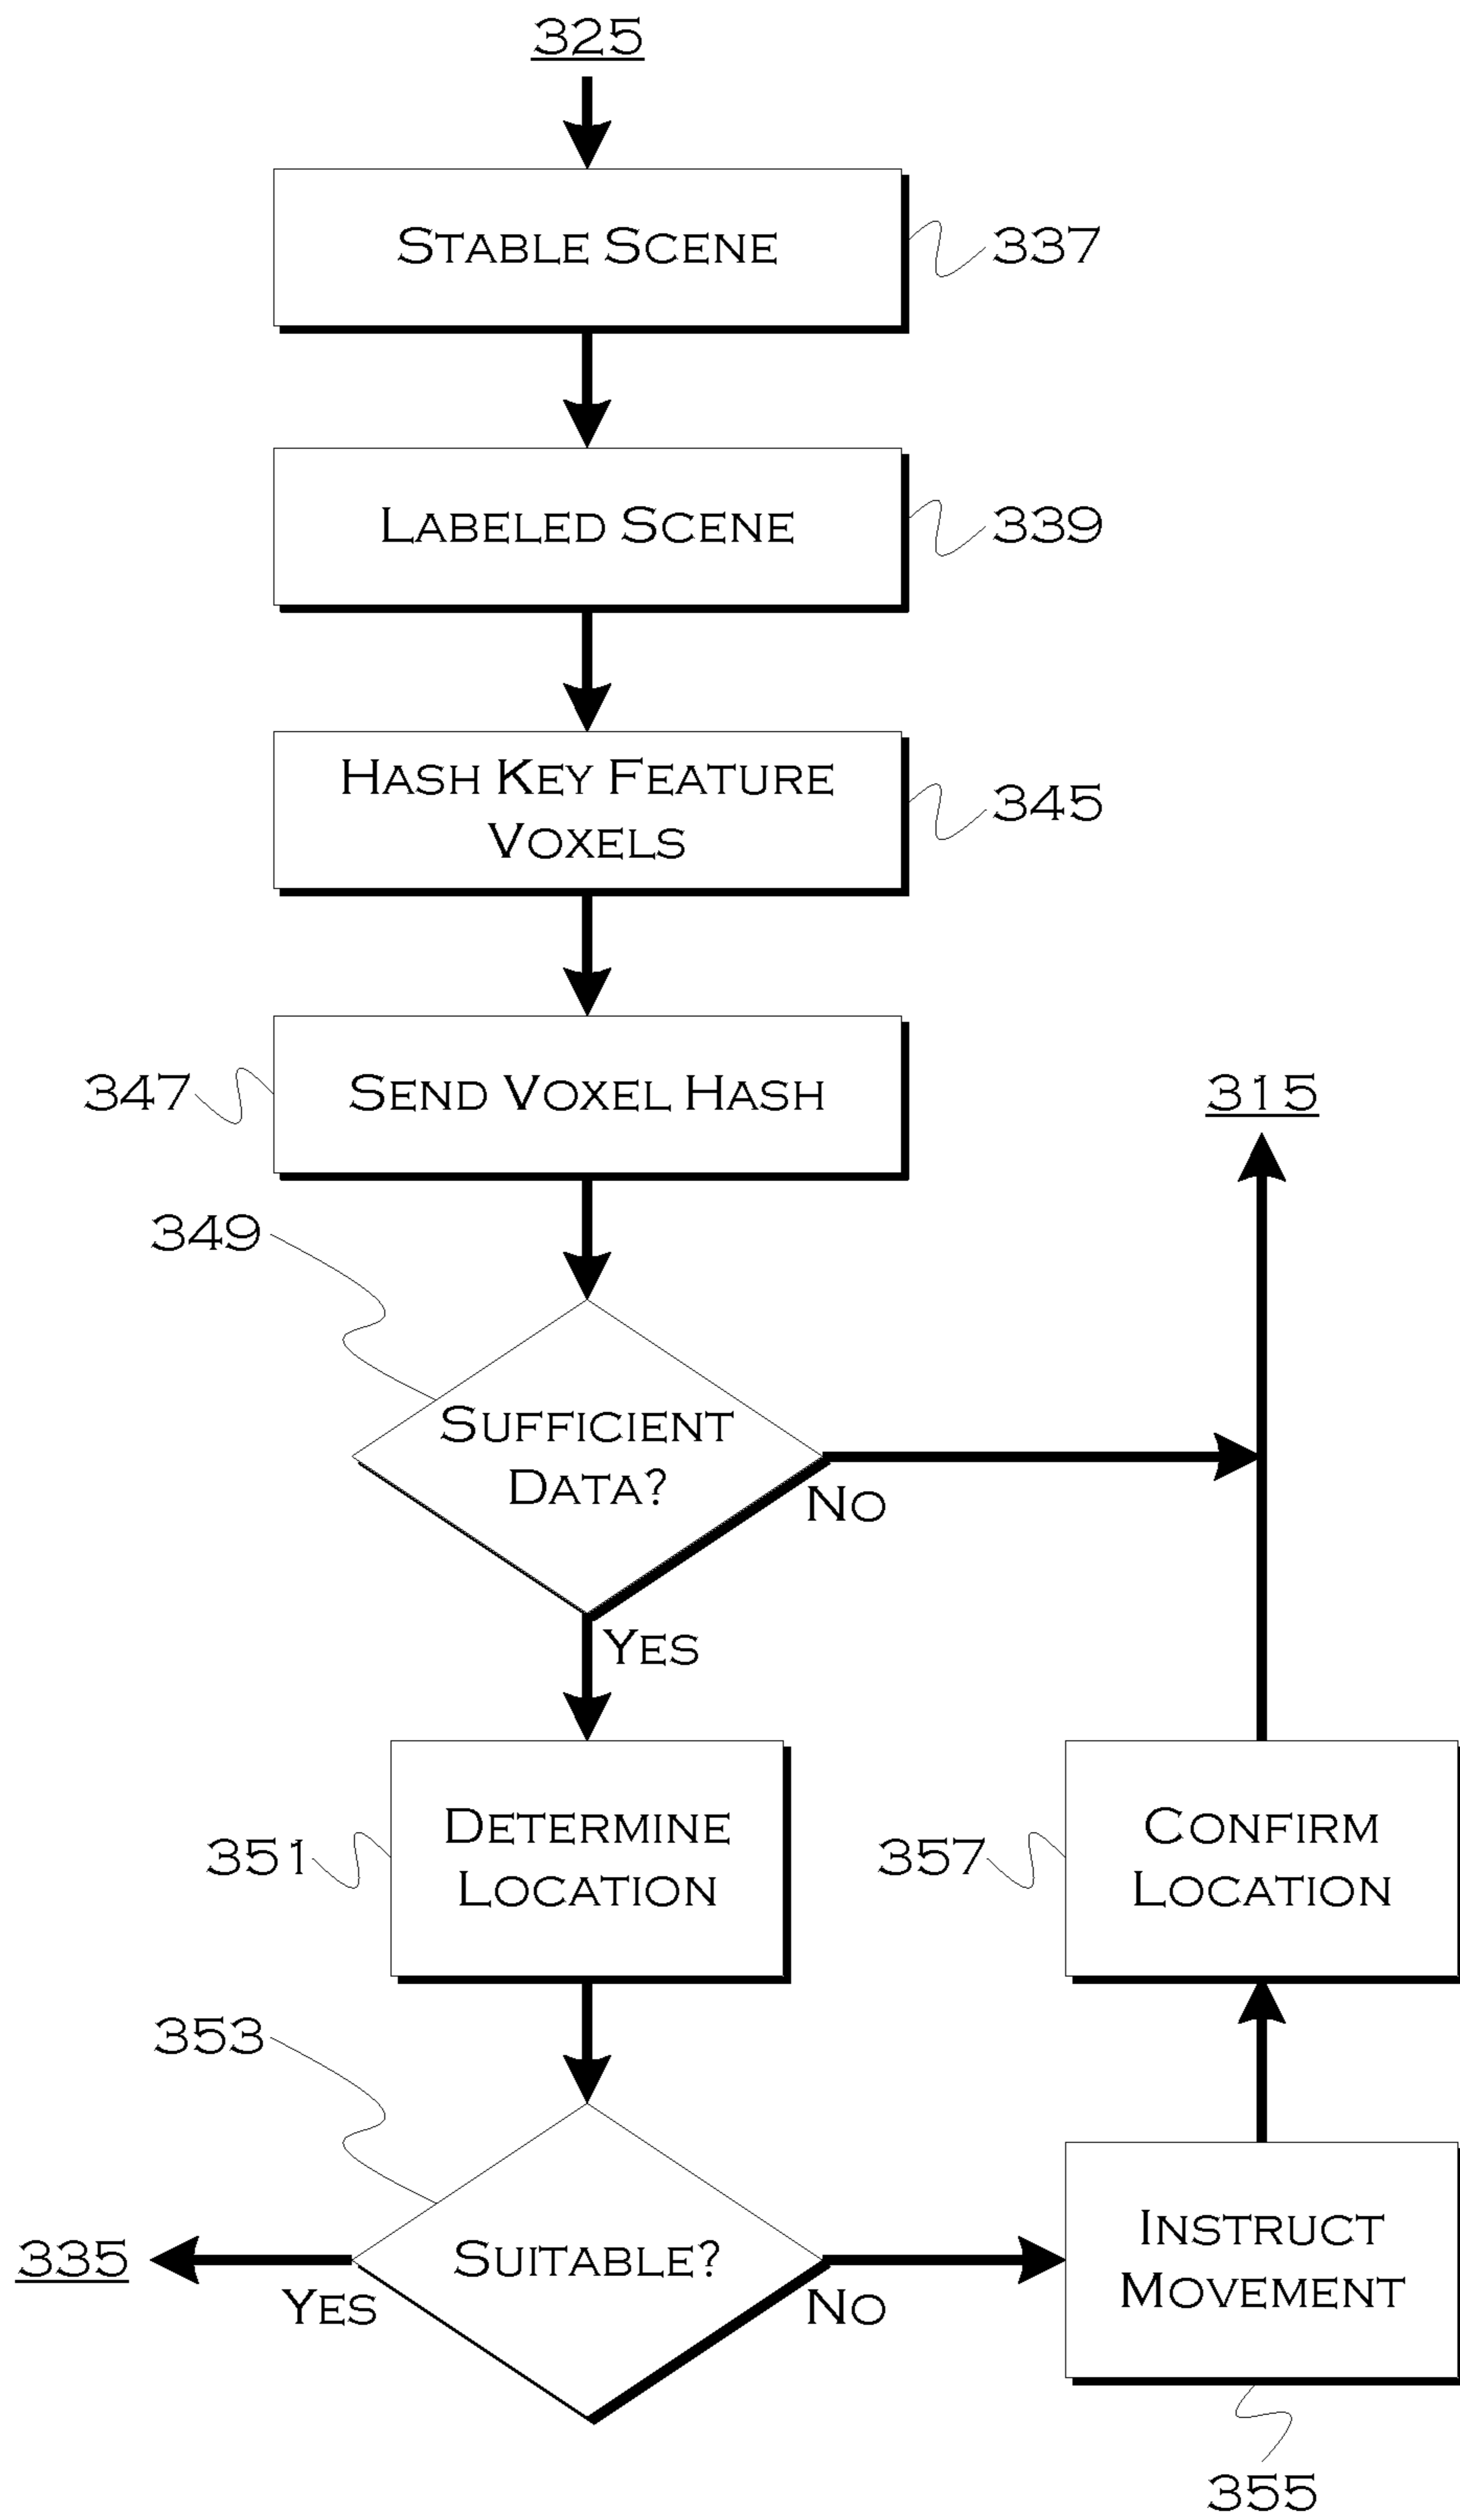 325
Stable Scene
337
Labeled Scene
339
Hash Key Feature
Voxels
345
347
Send Voxel Hash
315
349
Sufficient
Data?
No
Yes
351
Determine
Location
357
Confirm
Location
353
335
Suitable?
Yes
No
Instruct
Movement
355